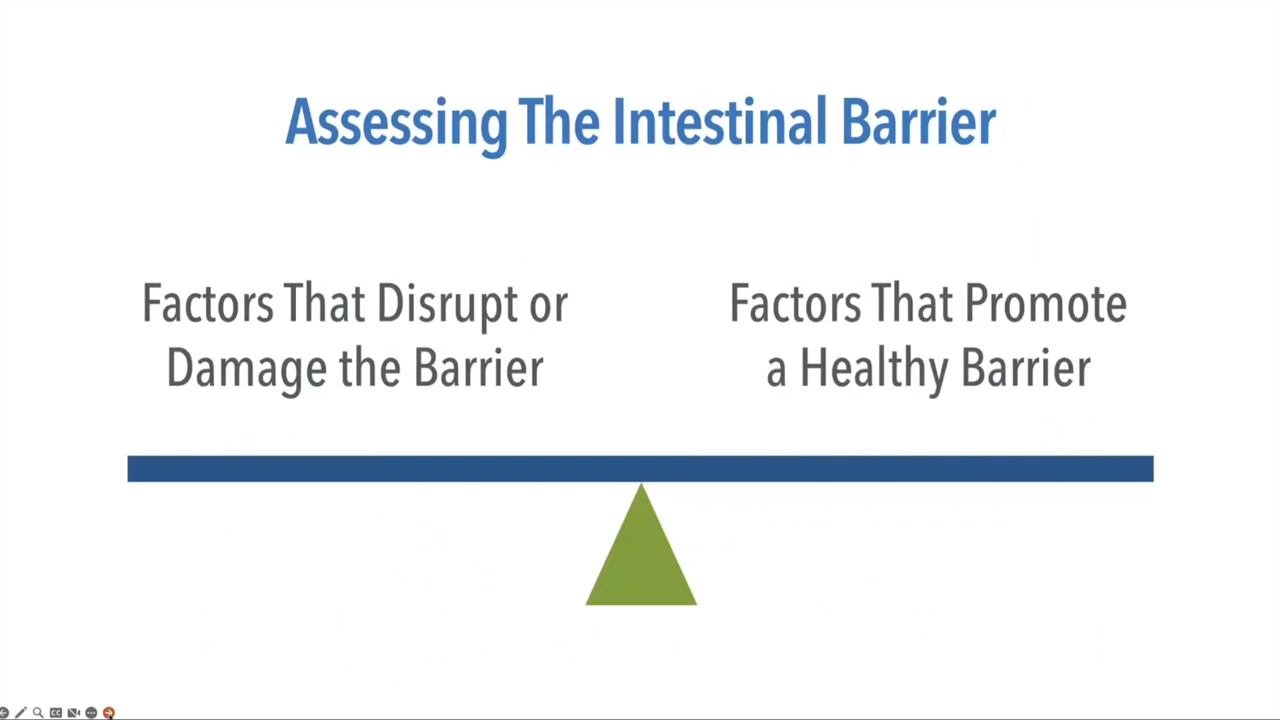 Assessing The Intestinal Barrier
Factors That Disrupt or
Damage the Barrier
Factors That Promote
a Healthy Barrier